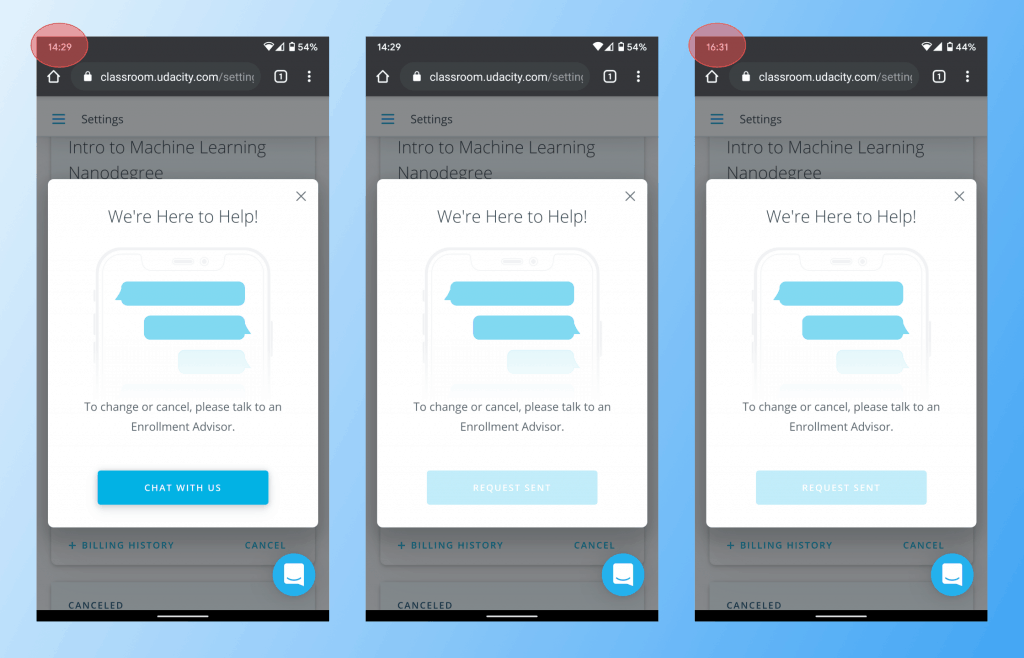 14:29
54%
classroom.udacity.com/setting
1
Settings
Intro to Machine Learning
Nanodegree
We're Here to Help!
To change or cancel, please talk to an
Enrollment Advisor.
CHAT WITH US
+ BILLING HISTORY
CANCEL
CANCELED
14:29
54%
classroom.udacity.com/setting
1
Settings
Intro to Machine Learning
Nanodegree
We're Here to Help!
To change or cancel, please talk to an
Enrollment Advisor.
REQUEST SENT
+ BILLING HISTORY
CANCEL
CANCELED
16:31
44%
classroom.udacity.com/setting
1
Settings
Intro to Machine Learning
Nanodegree
We're Here to Help!
To change or cancel, please talk to an
Enrollment Advisor.
REQUEST SENT
+ BILLING HISTORY
CANCEL
CANCELED